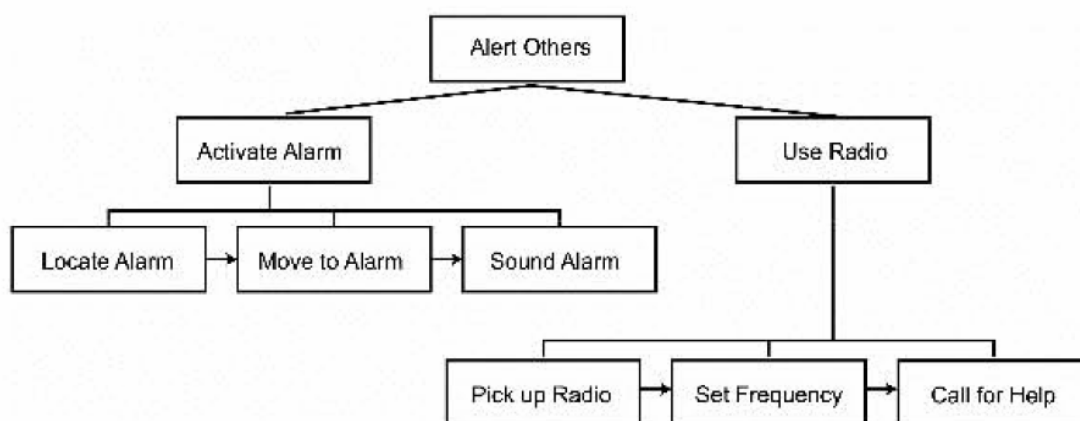 Alert Others
Activate Alarm
Use Radio
Locate Alarm
Move to Alarm
Sound Alarm
Pick up Radio
Set Frequency
Call for Help